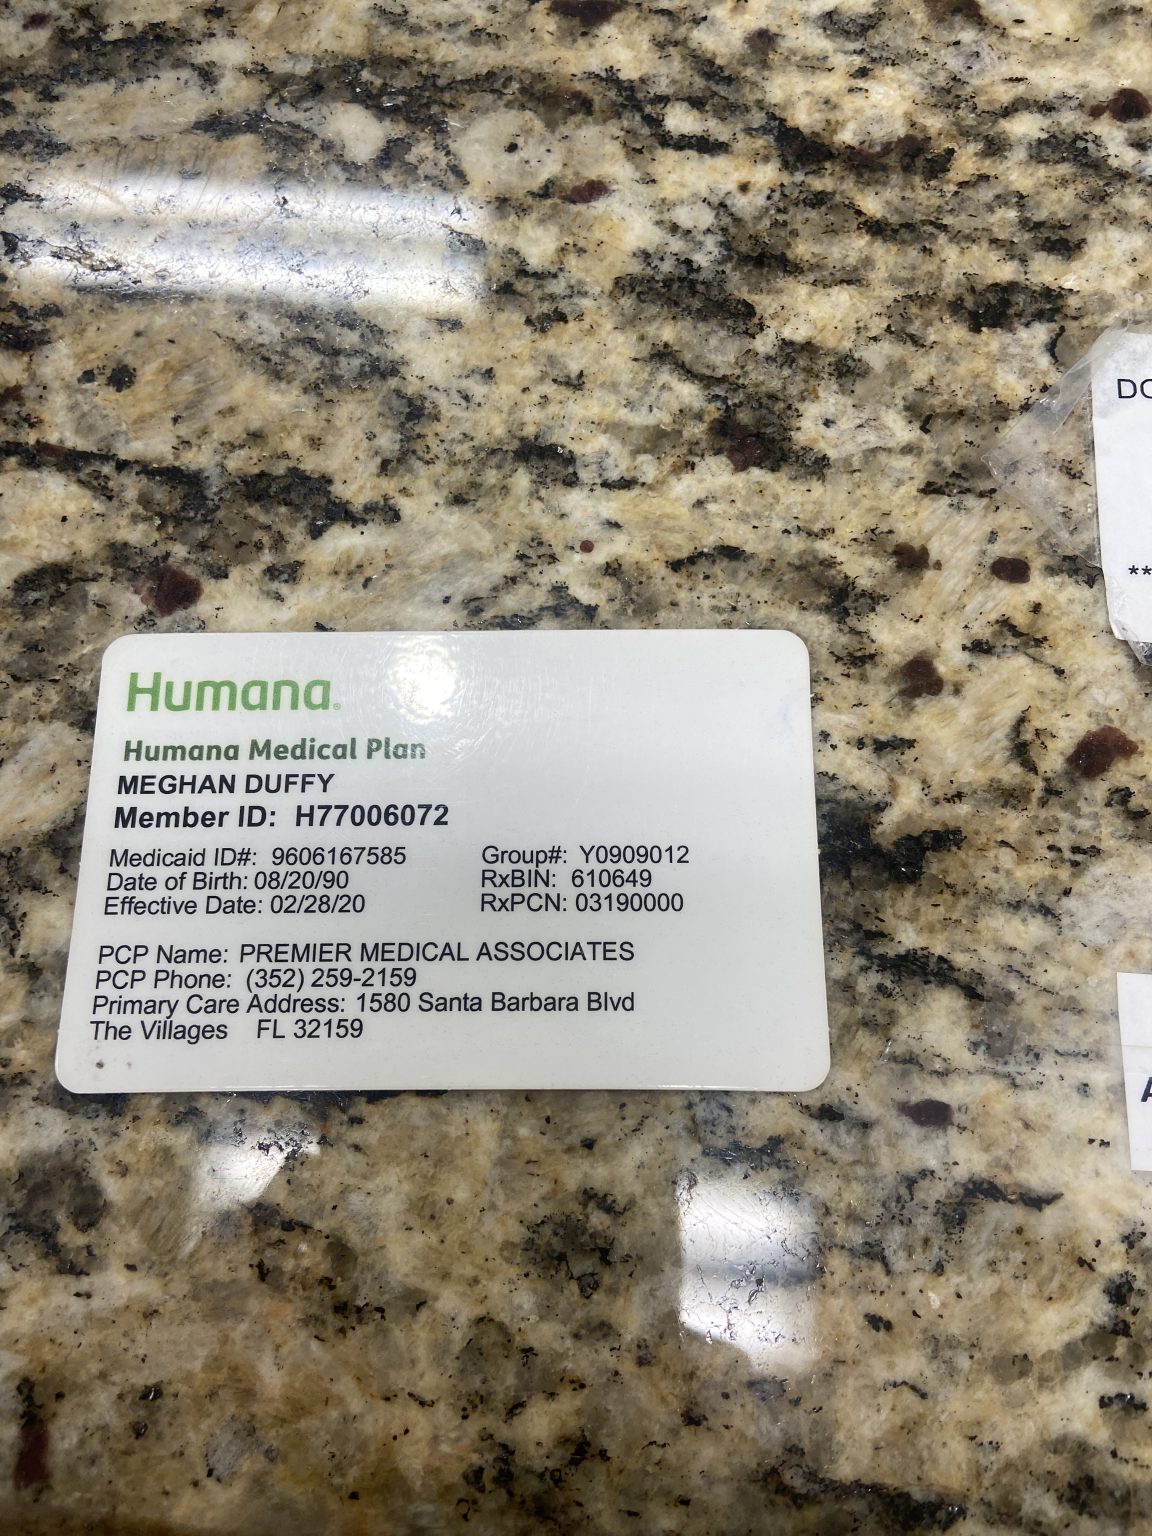 Humana®
Humana Medical Plan
MEGHAN DUFFY
Member ID: H77006072
Medicaid ID#: 9606167585 Group#: Y0909012
Date of Birth: 08/20/90 RxBIN: 610649
Effective Date: 02/28/20 RxPCN: 03190000
PCP Name: PREMIER MEDICAL ASSOCIATES
PCP Phone: (352) 259-2159
Primary Care Address: 1580 Santa Barbara Blvd
The Villages FL 32159
**